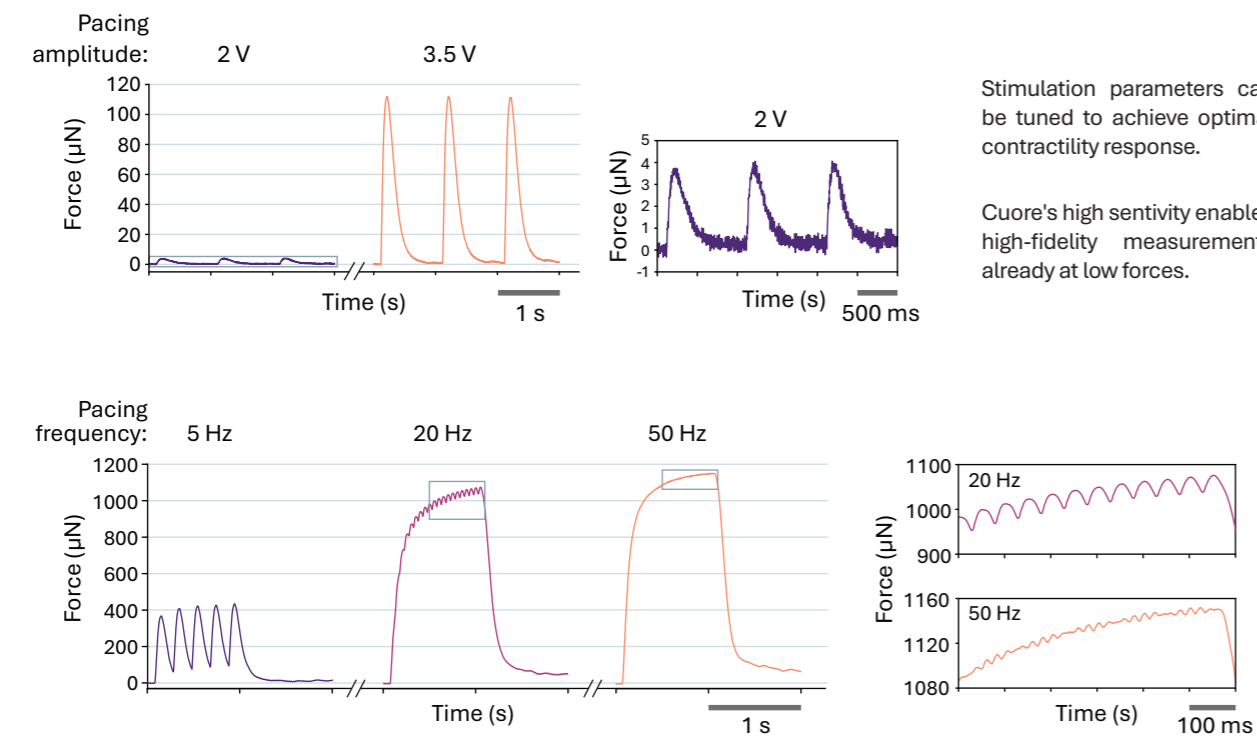 Pacing
amplitude:
2 V
3.5 V
Force (µN)
120
100
80
60
40
20
0
Time (s)
1 s
2 V
Force (µN)
5
4
3
2
1
0
-1
Time (s)
500 ms
Stimulation parameters ca
be tuned to achieve optima
contractility response.
Cuore's high sentivity enable
high-fidelity measurement
already at low forces.
Pacing
frequency:
5 Hz
20 Hz
50 Hz
Force (µN)
1200
1000
800
600
400
200
0
Time (s)
1 s
Force (µN)
1100
1000
900
20 Hz
1160
1120
1080
50 Hz
Time (s)
100 ms